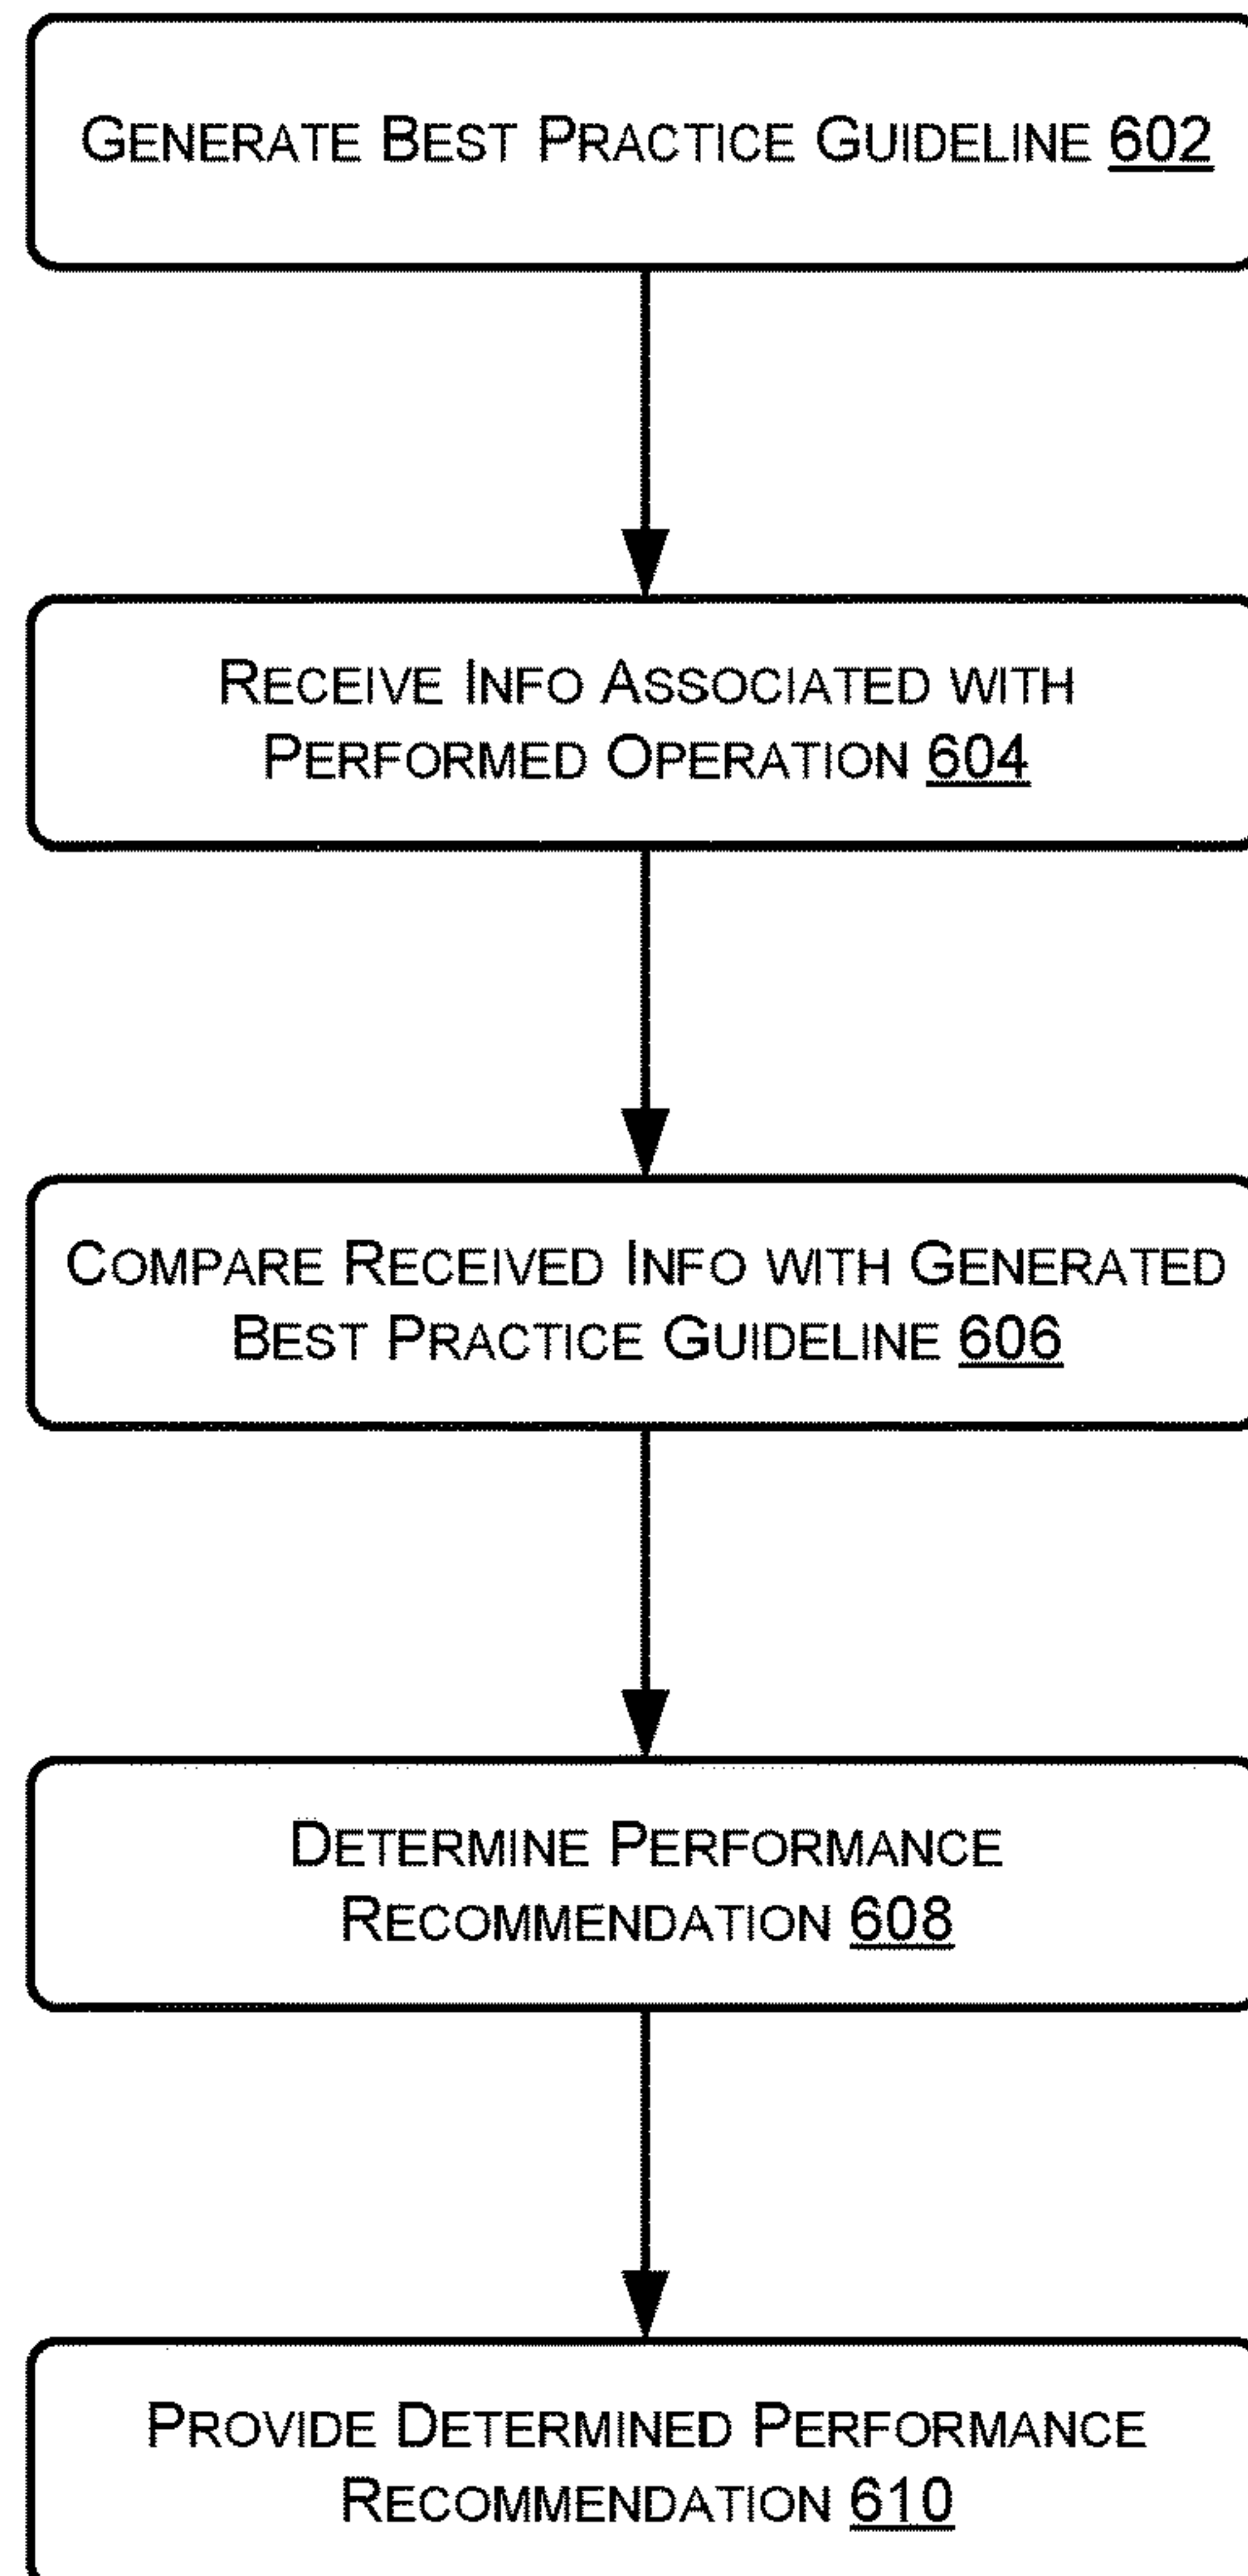 GENERATE BEST PRACTICE GUIDELINE 602
RECEIVE INFO ASSOCIATED WITH
PERFORMED OPERATION 604
COMPARE RECEIVED INFO WITH GENERATED
BEST PRACTICE GUIDELINE 606
DETERMINE PERFORMANCE
RECOMMENDATION 608
PROVIDE DETERMINED PERFORMANCE
RECOMMENDATION 610